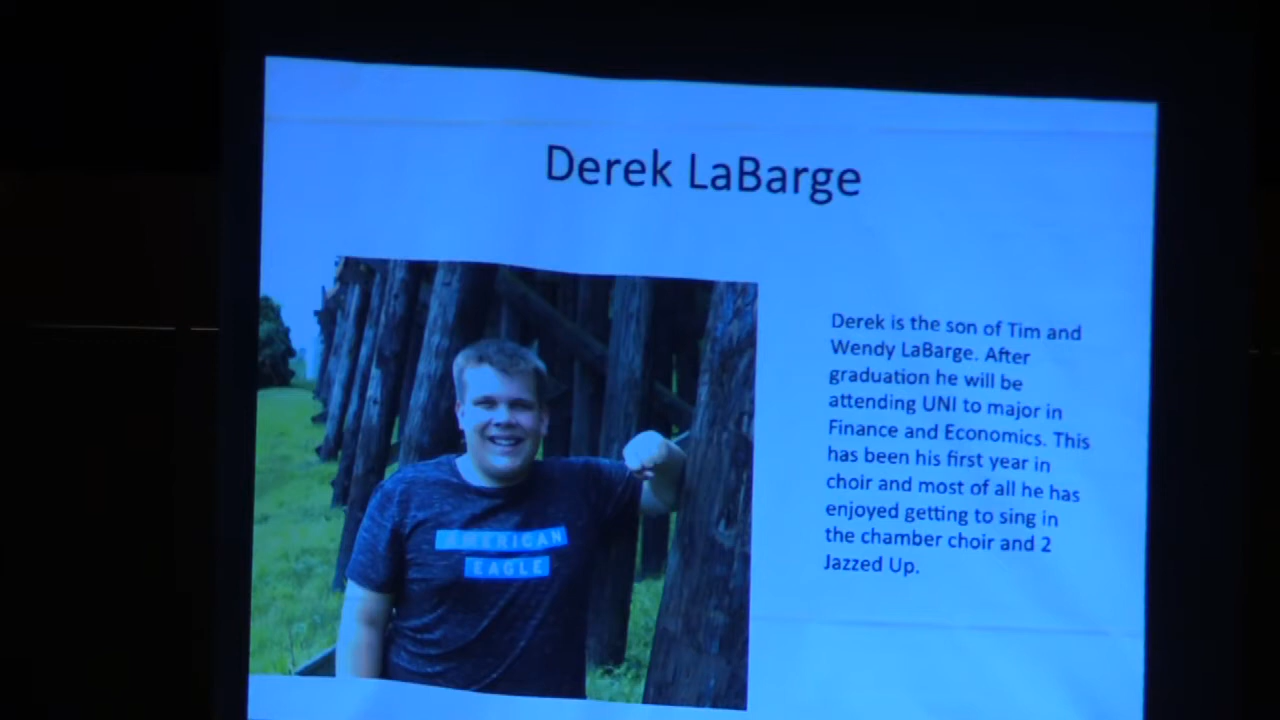 Derek LaBarge
Derek is the son of Tim and
Wendy LaBarge. After
graduation he will be
attending UNI to major in
Finance and Economics. This
has been his first year in
choir and most of all he has
enjoyed getting to sing in
the chamber choir and 2
Jazzed Up.
AMERICAN
EAGLE